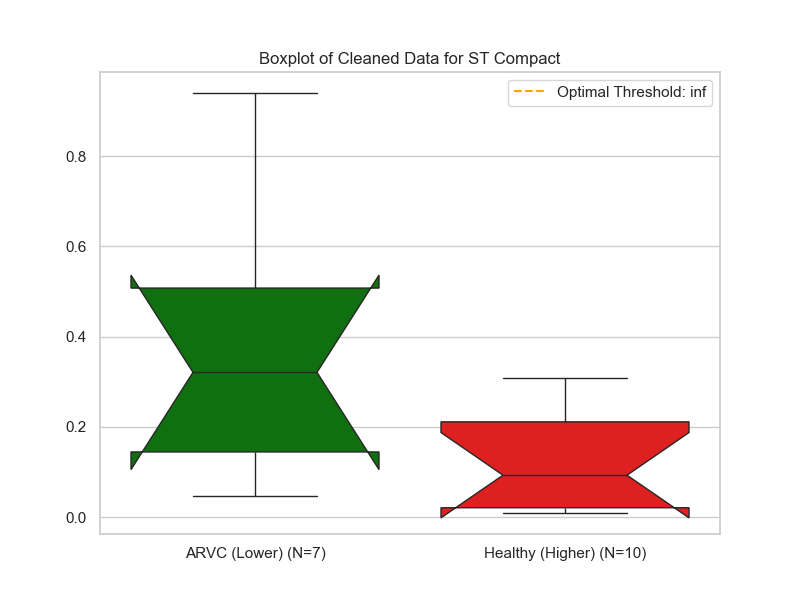 Boxplot of Cleaned Data for ST Compact
Optimal Threshold: inf
0.8
0.6
0.4
0.2
0.0
ARVC (Lower) (N=7)
Healthy (Higher) (N=10)